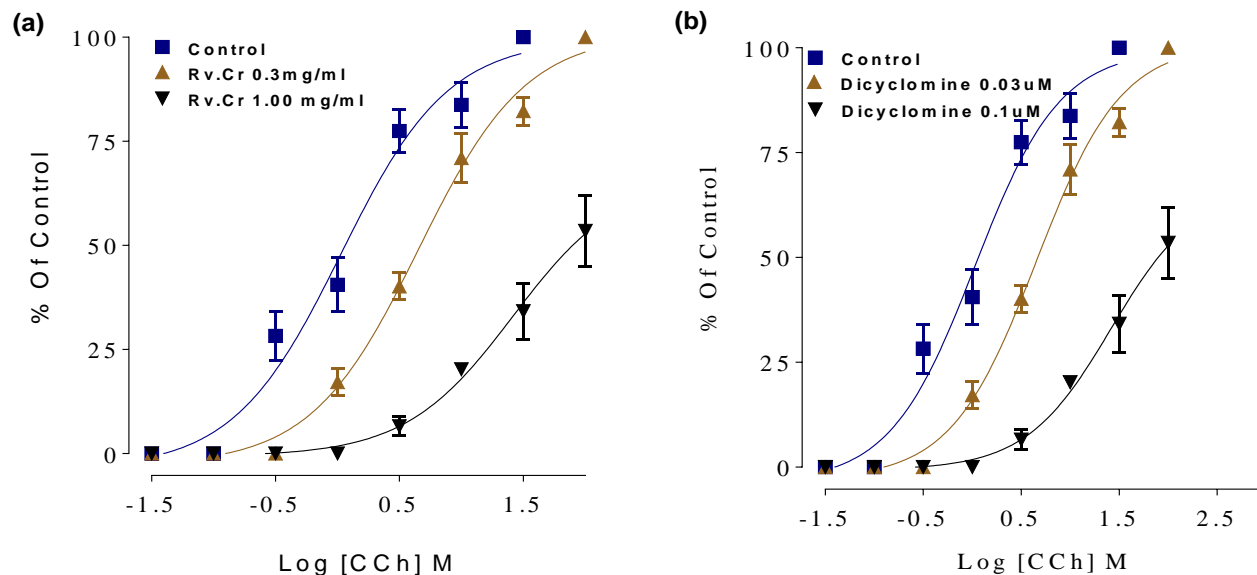 (a)
Control
Rv.Cr 0.3mg/ml
Rv.Cr 1.00 mg/ml
100
75
50
25
0
% Of Control
-1.5
-0.5
0.5
1.5
Log [CCh] M
(b)
Control
Dicyclomine 0.03uM
Dicyclomine 0.1uM
100
75
50
25
0
% Of Control
-1.5
-0.5
0.5
1.5
2.5
Log [CCh] M